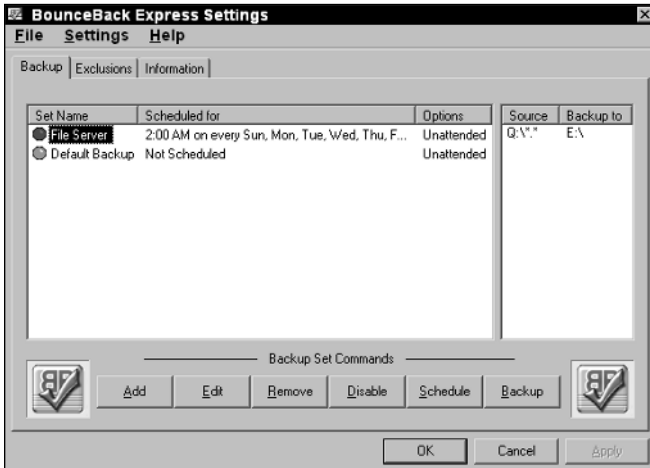 BounceBack Express Settings
File Settings Help
Backup Exclusions Information
Set Name Scheduled for Options Source Backup to
File Server 2:00 AM on every Sun, Mon, Tue, Wed, Thu, F... Unattended Q:\*.* E:\
Default Backup Not Scheduled Unattended
Backup Set Commands
Add Edit Remove Disable Schedule Backup
OK Cancel Apply